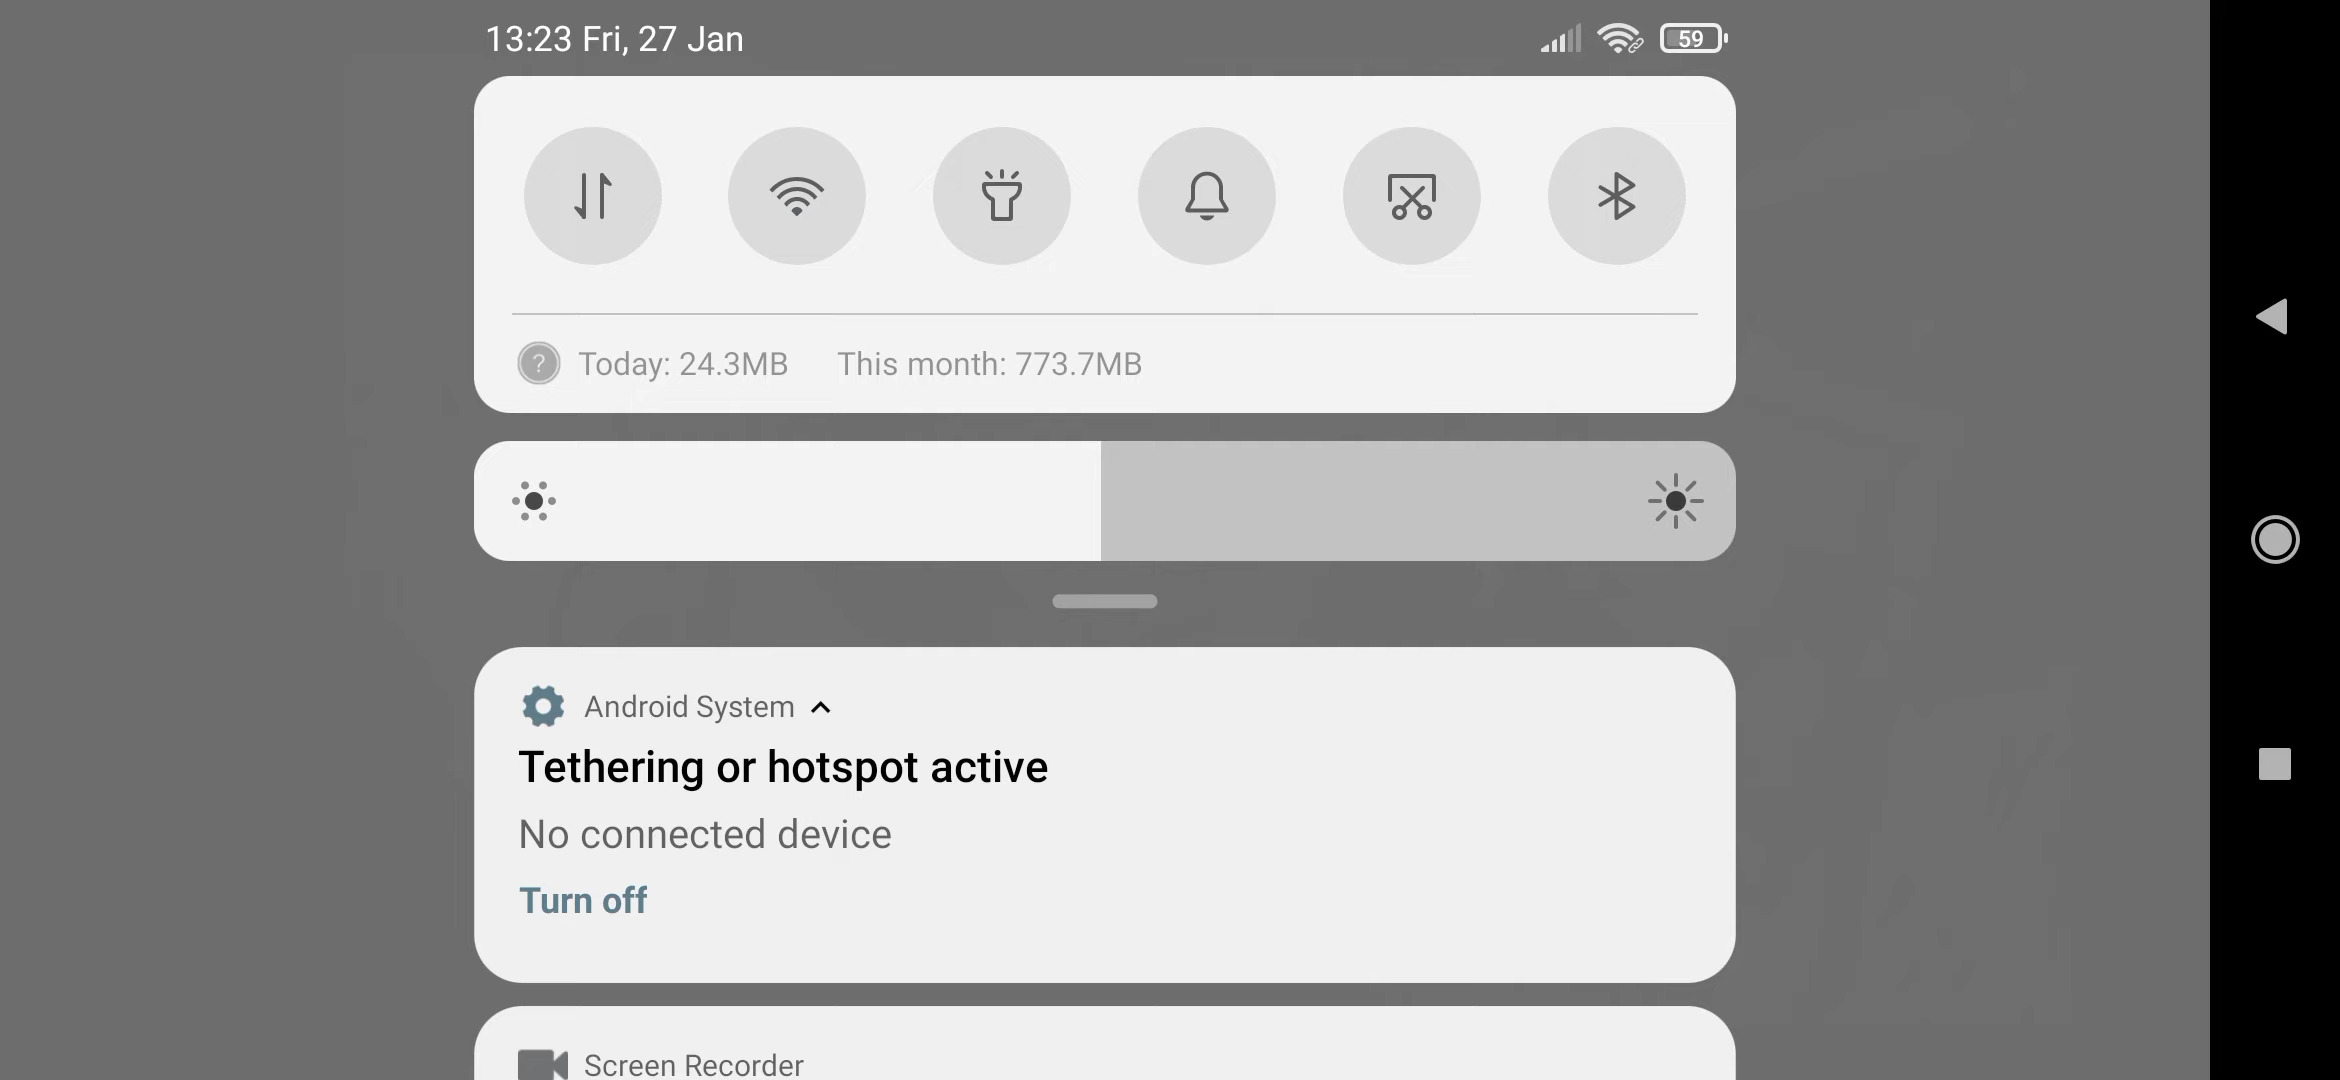 13:23 Fri, 27 Jan
59
? Today: 24.3MB This month: 773.7MB
Android System
Tethering or hotspot active
No connected device
Turn off
Screen Recorder